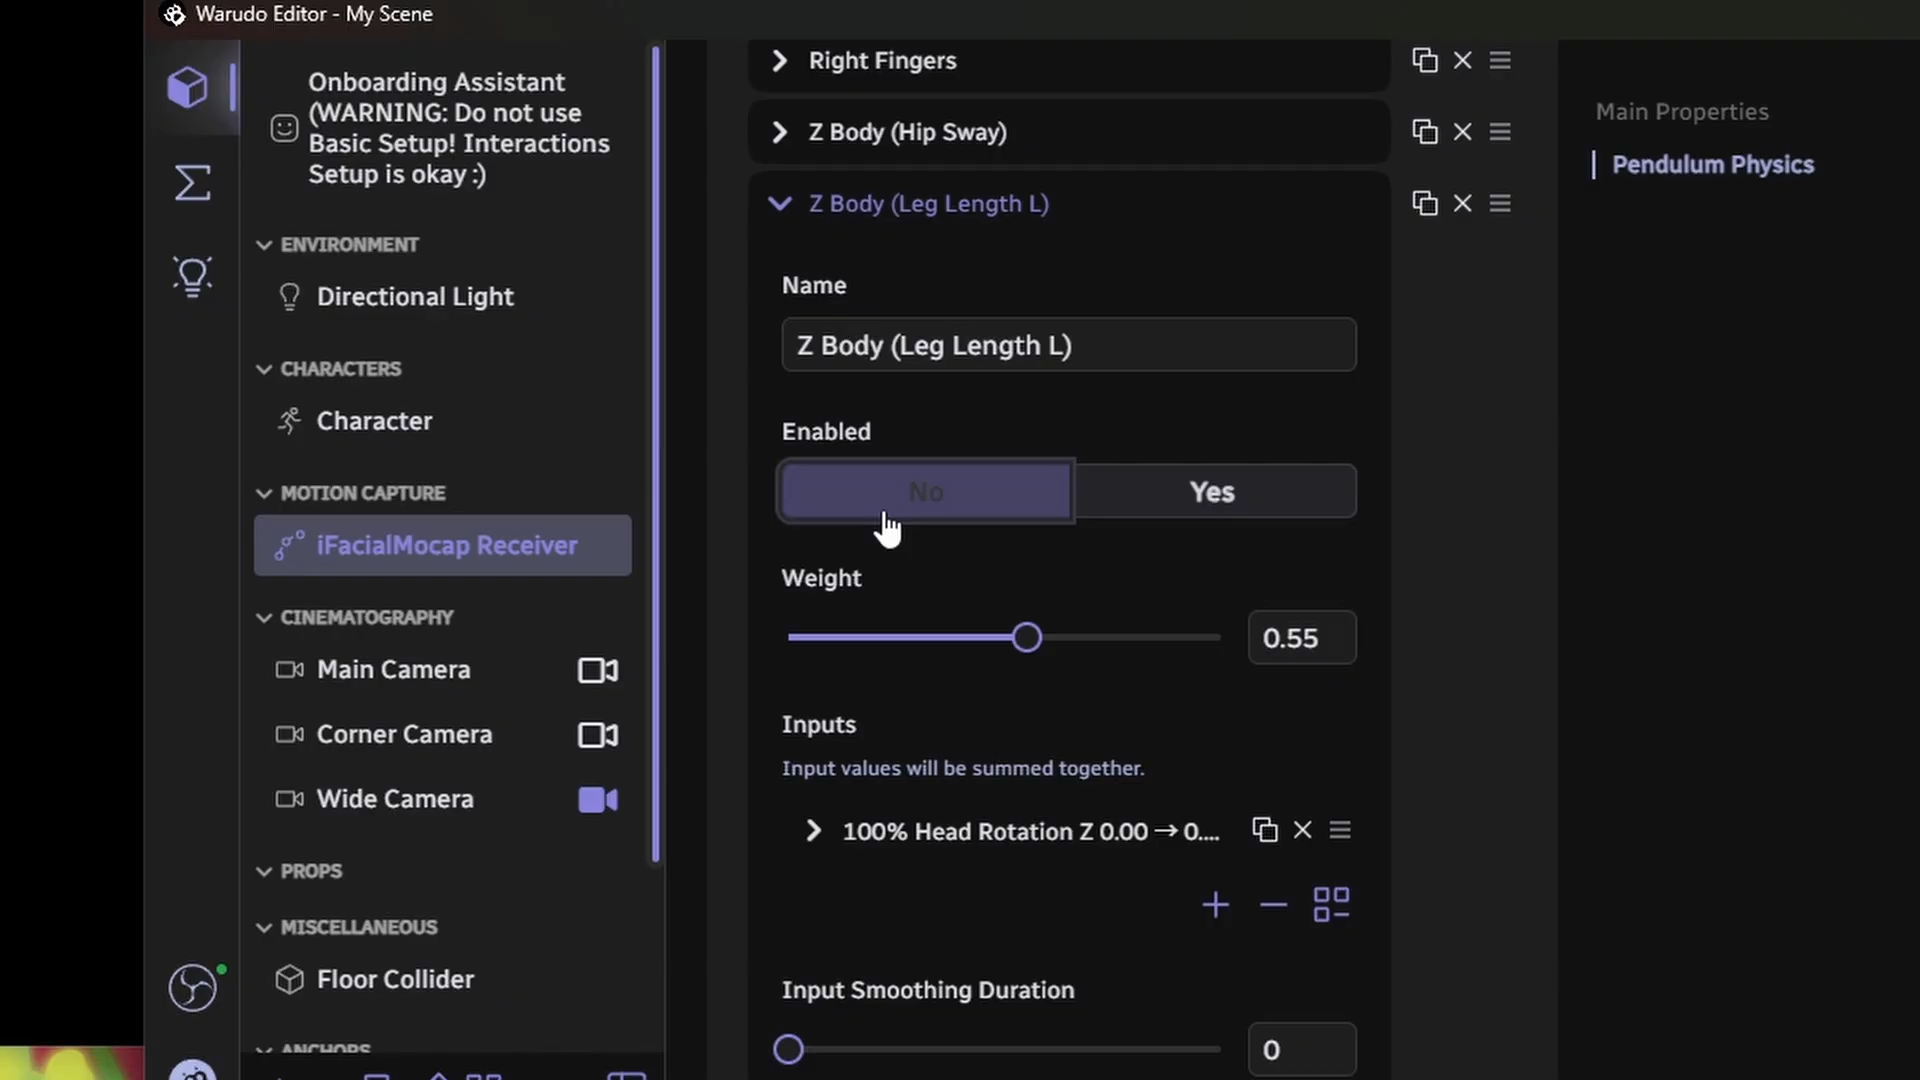 Warudo Editor - My Scene
Onboarding Assistant
(WARNING: Do not use
Basic Setup! Interactions
Setup is okay :)
ENVIRONMENT
Directional Light
CHARACTERS
Character
MOTION CAPTURE
iFacialMocap Receiver
CINEMATOGRAPHY
Main Camera
Corner Camera
Wide Camera
PROPS
MISCELLANEOUS
Floor Collider
ANCHORS
Right Fingers
Z Body (Hip Sway)
Z Body (Leg Length L)
Name
Z Body (Leg Length L)
Enabled
No
Yes
Weight
0.55
Inputs
Input values will be summed together.
100% Head Rotation Z 0.00 → 0....
Input Smoothing Duration
0
Main Properties
Pendulum Physics